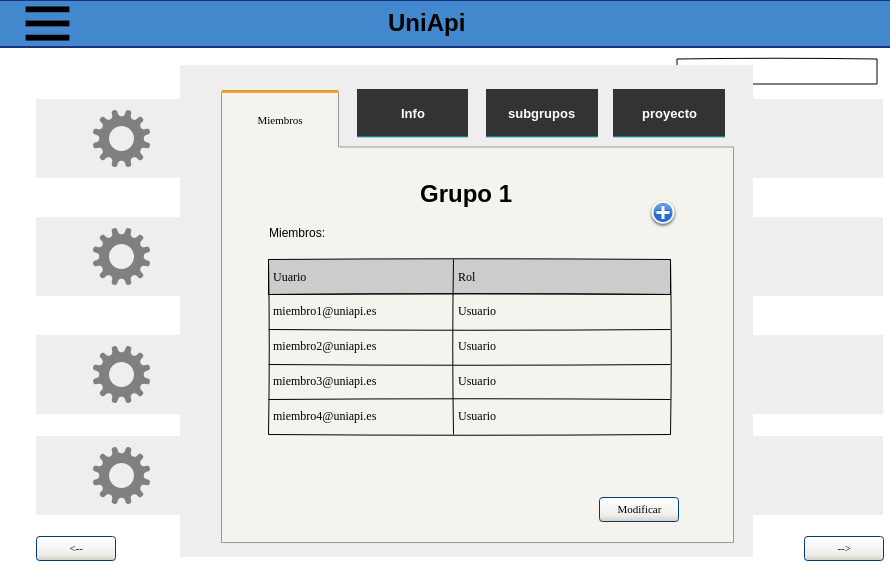 UniApi
Miembros
Info
subgrupos
proyecto
Grupo 1
Miembros:
Uuario Rol
miembro1@uniapi.es Usuario
miembro2@uniapi.es Usuario
miembro3@uniapi.es Usuario
miembro4@uniapi.es Usuario
Modificar
<--
-->